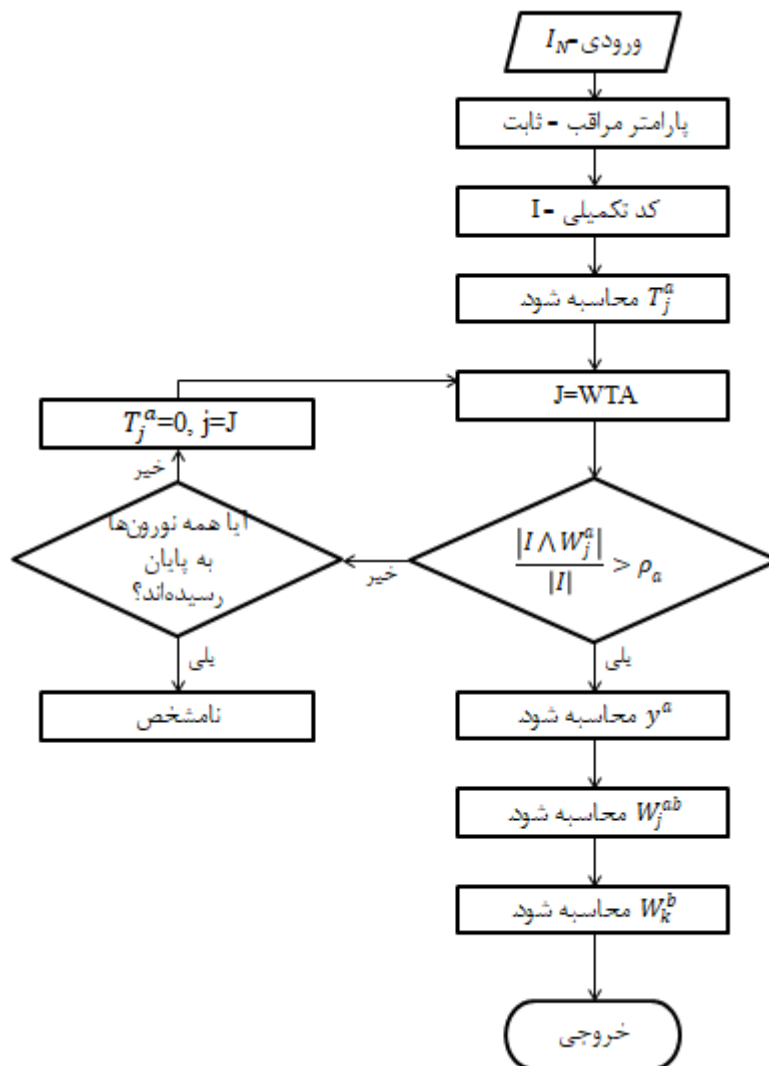 ورودی-I_N
پارامتر مراقب - ثابت
کد تکمیلی - I
T_j^a محاسبه شود
J=WTA
T_j^a=0, j=J
خیر
آیا همه نورون‌ها
به پایان
رسیده‌اند؟
|I ∧ W_j^a| / |I| > ρ_a
خیر
بلی
نامشخص
بلی
y^a محاسبه شود
W_j^{ab} محاسبه شود
W_k^b محاسبه شود
خروجی